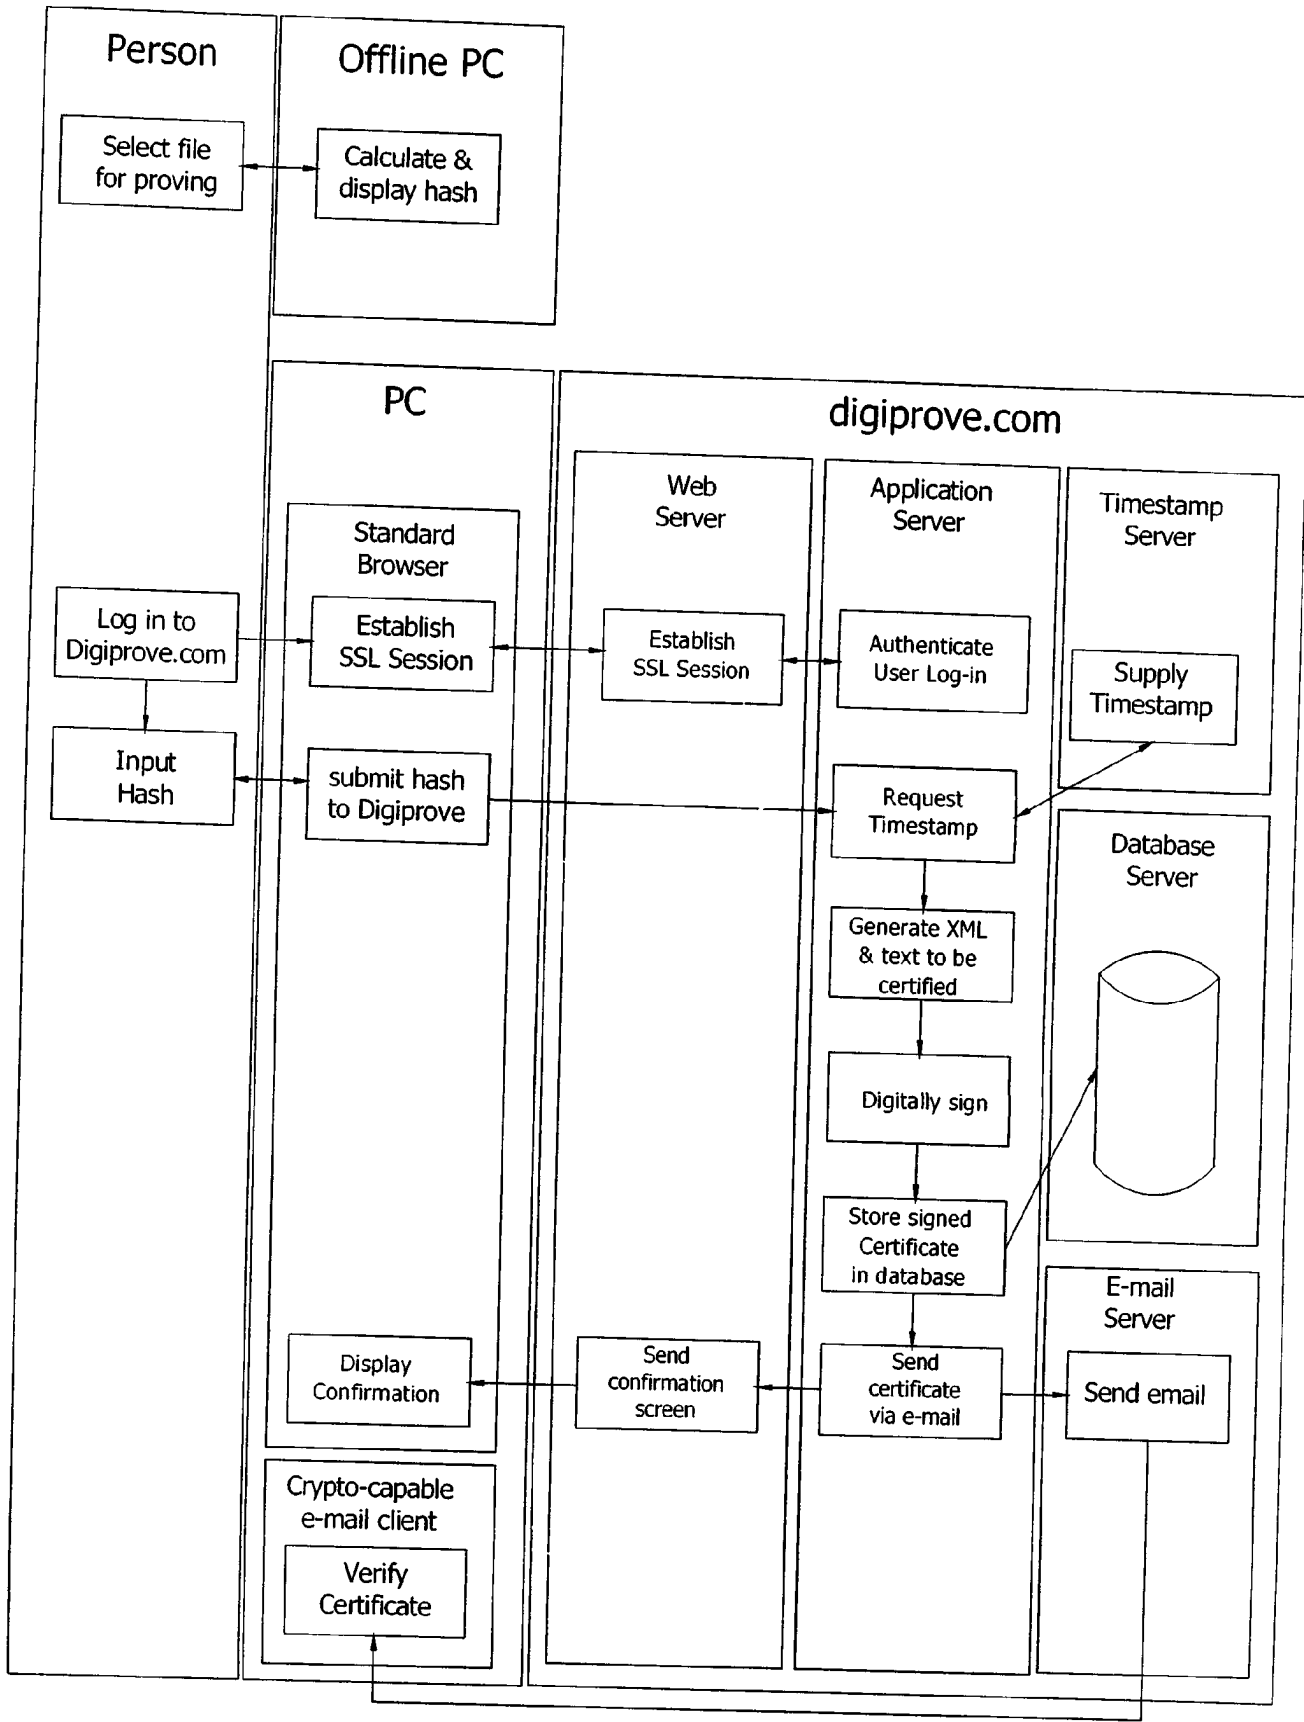 Person
Offline PC
Select file
for proving
Calculate &
display hash
PC
digiprove.com
Standard
Browser
Web
Server
Application
Server
Timestamp
Server
Log in to
Digiprove.com
Establish
SSL Session
Establish
SSL Session
Authenticate
User Log-in
Supply
Timestamp
Input
Hash
submit hash
to Digiprove
Request
Timestamp
Database
Server
Generate XML
& text to be
certified
Digitally sign
Store signed
Certificate
in database
E-mail
Server
Display
Confirmation
Send
confirmation
screen
Send
certificate
via e-mail
Send email
Crypto-capable
e-mail client
Verify
Certificate